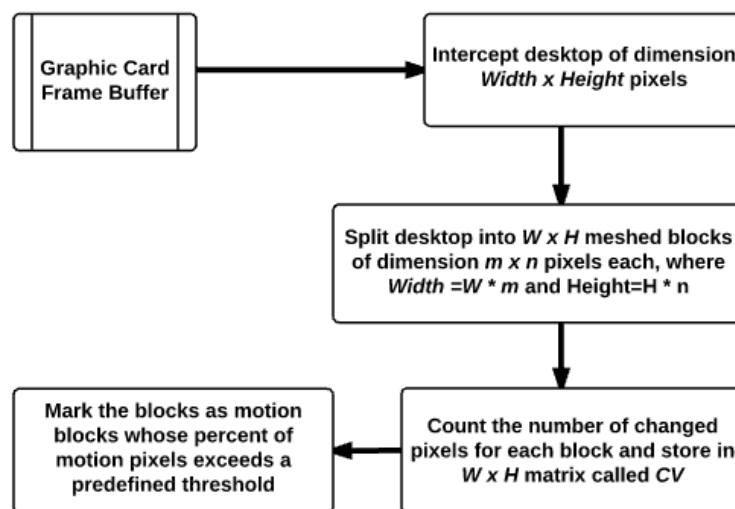 Graphic Card
Frame Buffer
Intercept desktop of dimension
Width x Height pixels
Split desktop into W x H meshed blocks
of dimension m x n pixels each, where
Width =W * m and Height=H * n
Count the number of changed
pixels for each block and store in
W x H matrix called CV
Mark the blocks as motion
blocks whose percent of
motion pixels exceeds a
predefined threshold